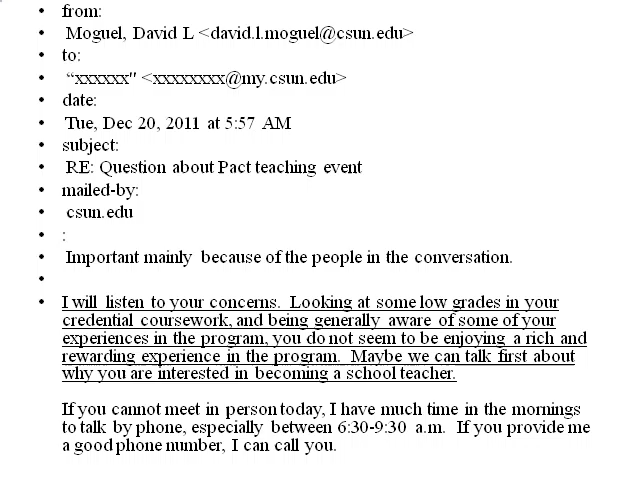 • from:
• Moguel, David L <david.l.moguel@csun.edu>
• to:
• “xxxxxx" <xxxxxxxx@my.csun.edu>
• date:
• Tue, Dec 20, 2011 at 5:57 AM
• subject:
• RE: Question about Pact teaching event
• mailed-by:
• csun.edu
• :
• Important mainly because of the people in the conversation.
•
• I will listen to your concerns. Looking at some low grades in your
credential coursework, and being generally aware of some of your
experiences in the program, you do not seem to be enjoying a rich and
rewarding experience in the program. Maybe we can talk first about
why you are interested in becoming a school teacher.
If you cannot meet in person today, I have much time in the mornings
to talk by phone, especially between 6:30-9:30 a.m. If you provide me
a good phone number, I can call you.